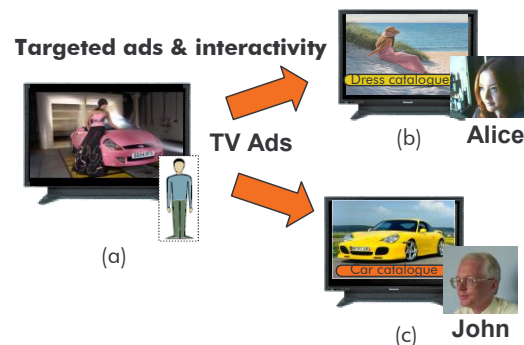 Targeted ads & interactivity
Dress catalogue
TV Ads
(b)
Alice
(a)
Car catalogue
(c)
John